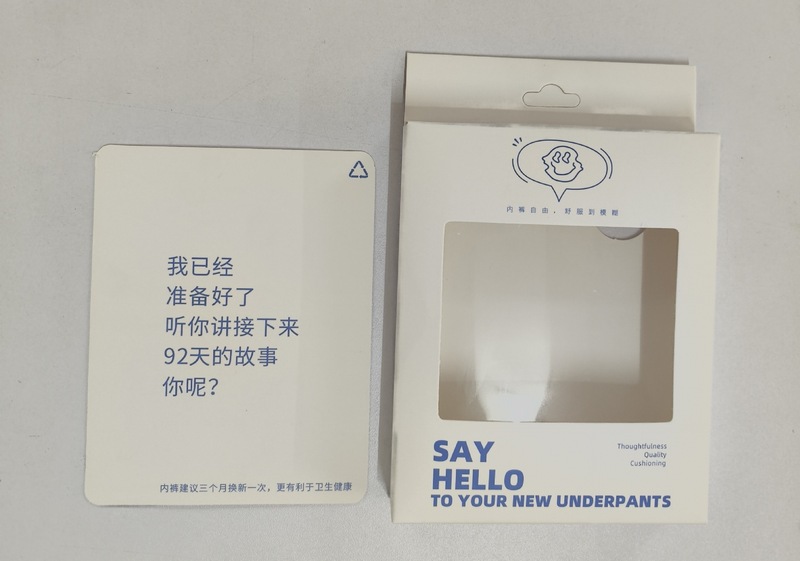 我已经
准备好了
听你讲接下来
92天的故事
你呢？
内裤建议三个月换新一次，更有利于卫生健康
内裤自由，舒服到模糊
SAY
HELLO
TO YOUR NEW UNDERPANTS
Thoughtfulness
Quality
Cushioning